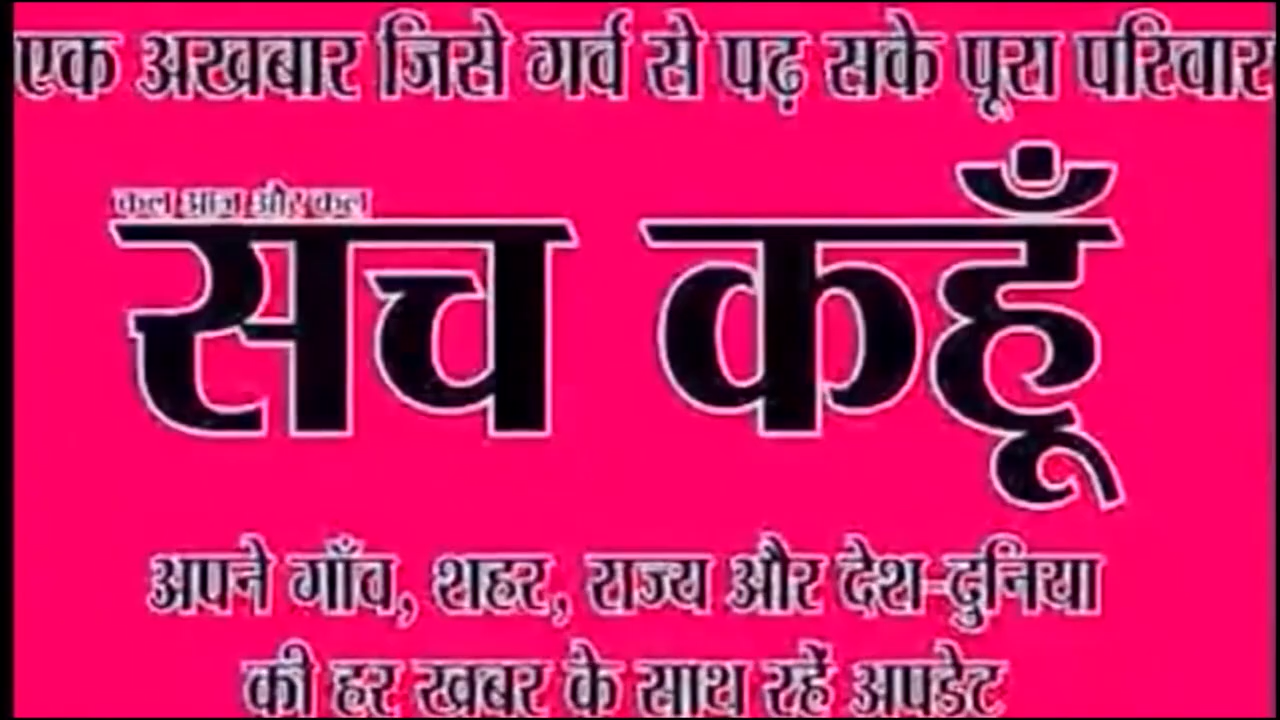 एक अखबार जिसे गर्व से पढ़ सके पूरा परिवार
कल आज और कल
सच कहूँ
अपने गाँव, शहर, राज्य और देश-दुनिया
की हर खबर के साथ रहें अपडेट